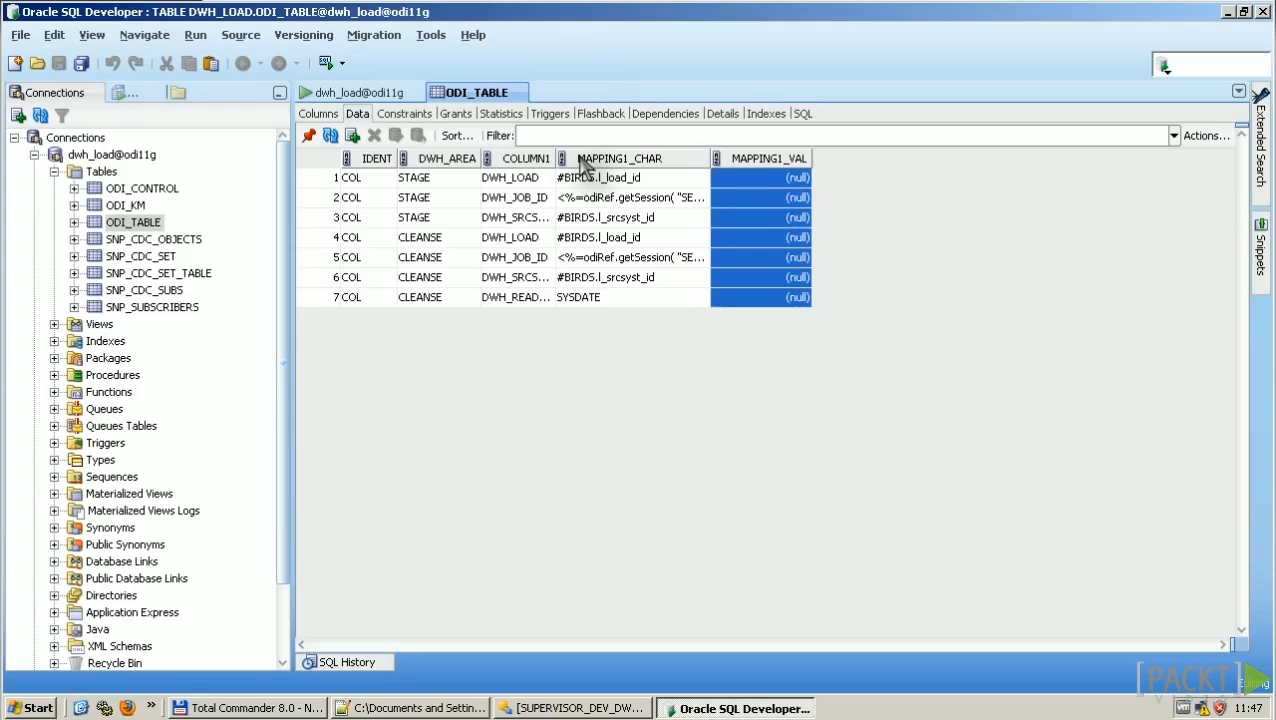 Oracle SQL Developer : TABLE DWH_LOAD.ODI_TABLE@dwh_load@odi11g
File Edit View Navigate Run Source Versioning Migration Tools Help
Connections
dwh_load@odi11g ODI_TABLE
Columns Data Constraints Grants Statistics Triggers Flashback Dependencies Details Indexes SQL
Sort... Filter: Actions...
IDENT DWH_AREA COLUMN1 MAPPING1_CHAR MAPPING1_VAL
1 COL STAGE DWH_LOAD #BIRDS.l_load_id (null)
2 COL STAGE DWH_JOB_ID <%=odiRef.getSession( "SE... (null)
3 COL STAGE DWH_SRCS... #BIRDS.l_srcsyst_id (null)
4 COL CLEANSE DWH_LOAD #BIRDS.l_load_id (null)
5 COL CLEANSE DWH_JOB_ID <%=odiRef.getSession( "SE... (null)
6 COL CLEANSE DWH_SRCS... #BIRDS.l_srcsyst_id (null)
7 COL CLEANSE DWH_READ... SYSDATE (null)
Connections
dwh_load@odi11g
Tables
ODI_CONTROL
ODI_KM
ODI_TABLE
SNP_CDC_OBJECTS
SNP_CDC_SET
SNP_CDC_SET_TABLE
SNP_CDC_SUBS
SNP_SUBSCRIBERS
Views
Indexes
Packages
Procedures
Functions
Queues
Queues Tables
Triggers
Types
Sequences
Materialized Views
Materialized Views Logs
Synonyms
Public Synonyms
Database Links
Public Database Links
Directories
Application Express
Java
XML Schemas
Recycle Bin
Extended Search
Snippets
SQL History
PACKT
VIDEO
Editing
Start
Total Commander 8.0 - N...
C:\Documents and Settin...
[SUPERVISOR_DEV_DW...
Oracle SQL Developer...
11:47